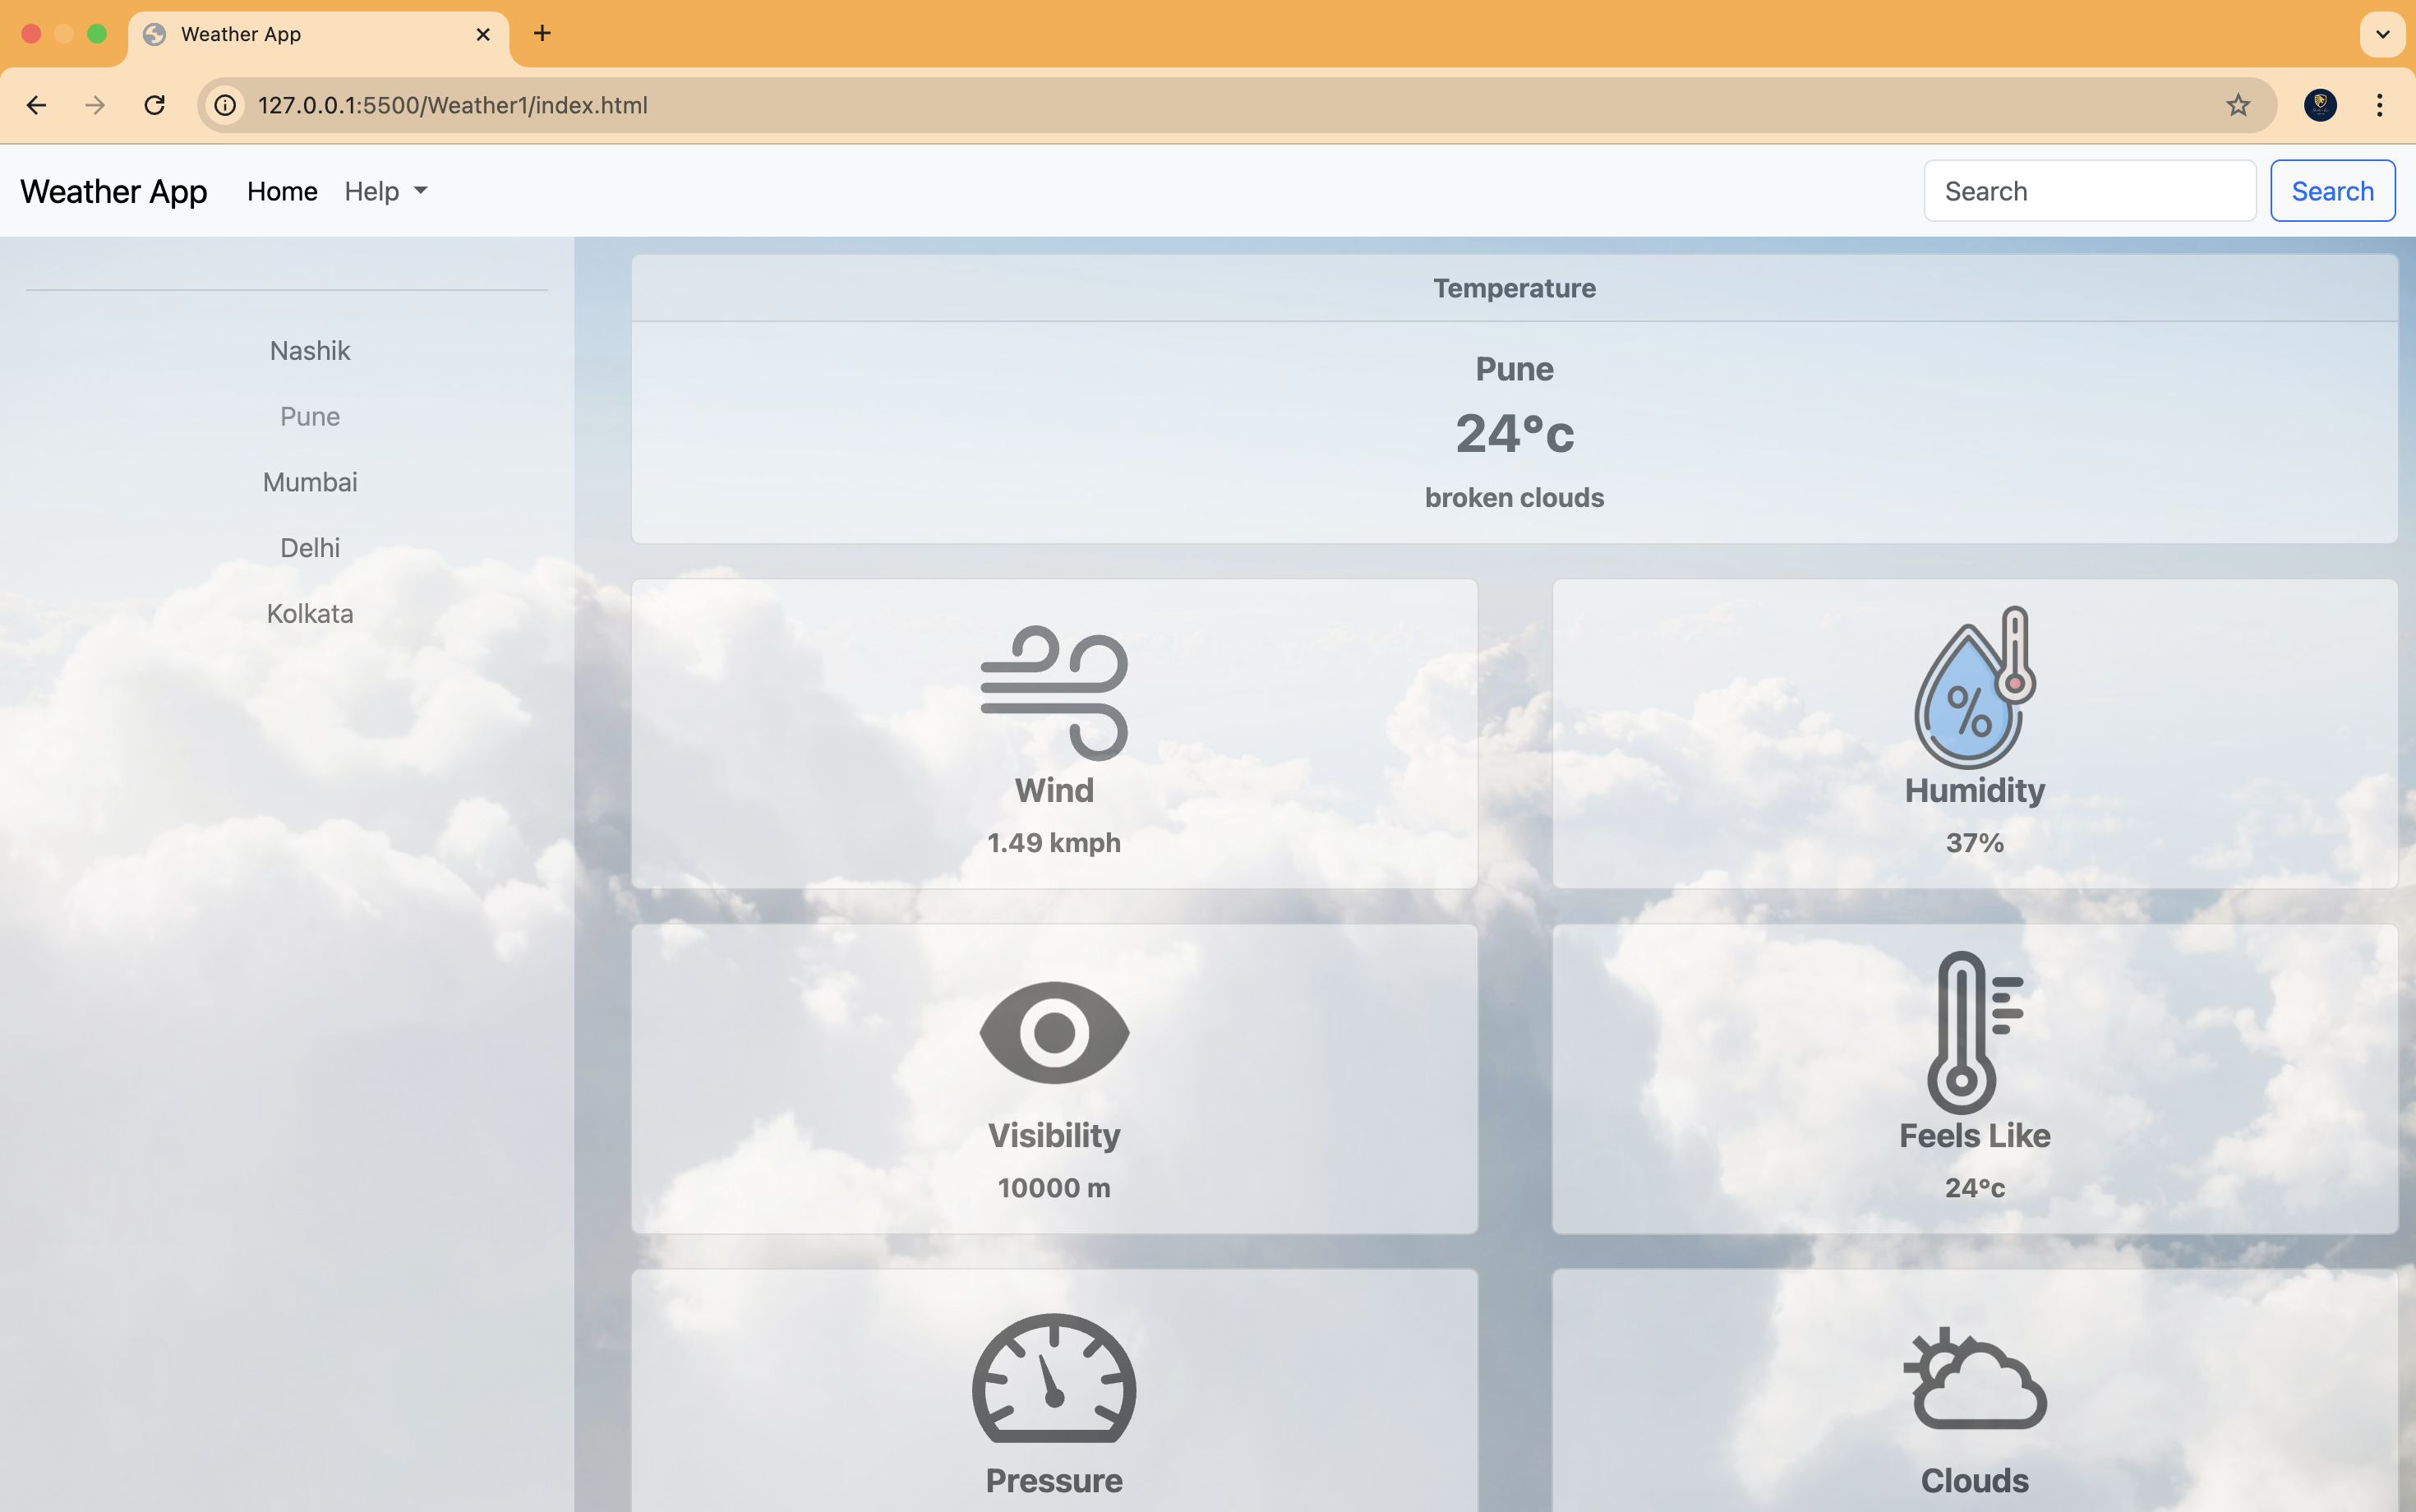 Weather App
127.0.0.1:5500/Weather1/index.html
Weather App Home Help Search Search
Nashik
Pune
Mumbai
Delhi
Kolkata
Temperature
Pune
24°c
broken clouds
Wind
1.49 kmph
%
Humidity
37%
Visibility
10000 m
Feels Like
24°c
Pressure
Clouds